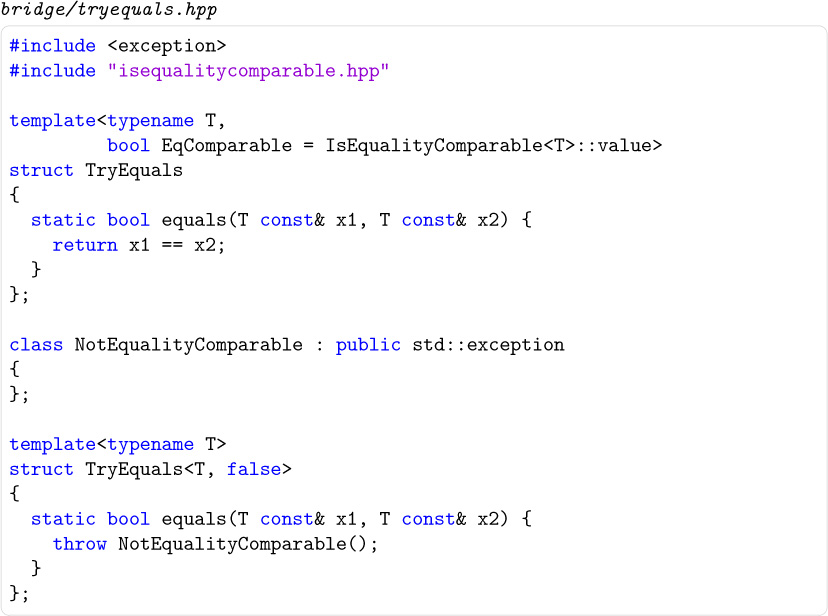 bridge/tryequals.hpp
#include <exception>
#include "isequalitycomparable.hpp"

template<typename T,
         bool EqComparable = IsEqualityComparable<T>::value>
struct TryEquals
{
  static bool equals(T const& x1, T const& x2) {
    return x1 == x2;
  }
};

class NotEqualityComparable : public std::exception
{
};

template<typename T>
struct TryEquals<T, false>
{
  static bool equals(T const& x1, T const& x2) {
    throw NotEqualityComparable();
  }
};